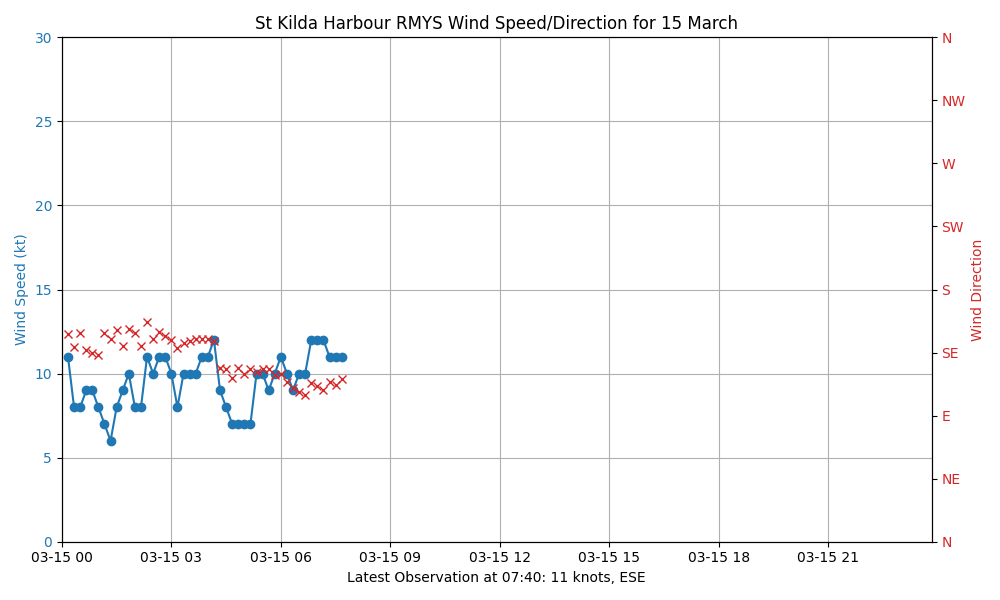 St Kilda Harbour RMYS Wind Speed/Direction for 15 March
30
25
20
15
10
5
0
Wind Speed (kt)
N
NW
W
SW
S
SE
E
NE
N
Wind Direction
03-15 00
03-15 03
03-15 06
03-15 09
03-15 12
03-15 15
03-15 18
03-15 21
Latest Observation at 07:40: 11 knots, ESE